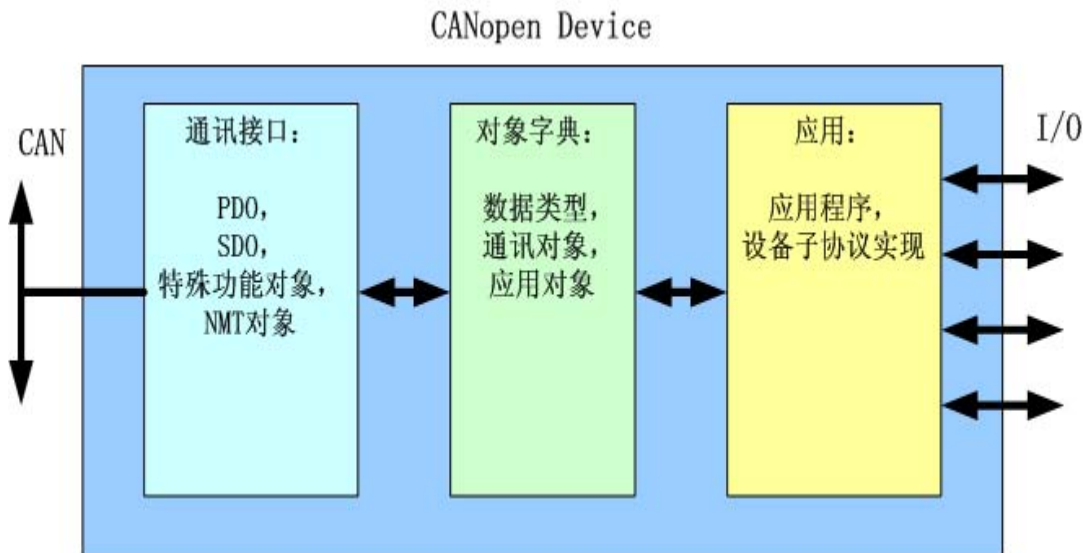 CANopen Device
CAN
通讯接口:
PDO,
SDO,
特殊功能对象,
NMT对象
对象字典:
数据类型,
通讯对象,
应用对象
应用:
应用程序,
设备子协议实现
I/O